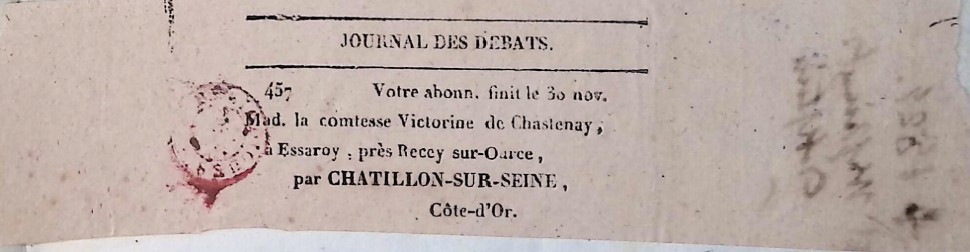 JOURNAL DES DEBATS.
457 Votre abonn. finit le 30 nov.
Mad. la comtesse Victorine de Chastenay,
à Essaroy, près Recey sur-Ource,
par CHATILLON-SUR-SEINE,
Côte-d'Or.